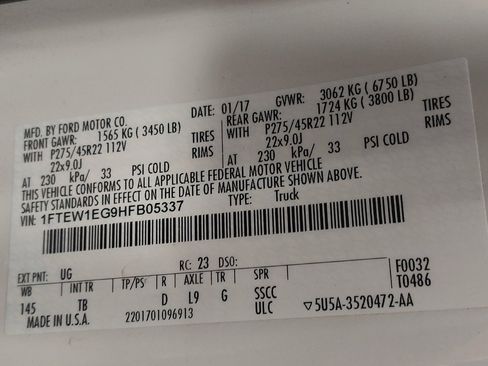 MFD. BY FORD MOTOR CO. DATE: 01/17 GVWR: 3062 KG ( 6750 LB)
FRONT GAWR: 1565 KG ( 3450 LB) REAR GAWR: 1724 KG ( 3800 LB)
WITH P275/45R22 112V TIRES WITH P275/45R22 112V TIRES
22x9.0J RIMS 22x9.0J RIMS
AT 230 kPa/ 33 PSI COLD AT 230 kPa/ 33 PSI COLD
THIS VEHICLE CONFORMS TO ALL APPLICABLE FEDERAL MOTOR VEHICLE
SAFETY STANDARDS IN EFFECT ON THE DATE OF MANUFACTURE SHOWN ABOVE.
VIN: 1FTEW1EG9HFB05337 TYPE: Truck
EXT PNT: UG RC: 23 DSO: F0032
WB INT TR TP/PS R AXLE TR SPR T0486
145 TB D L9 G SSCC
MADE IN U.S.A. 2201701096913 ULC ▽5U5A-3520472-AA